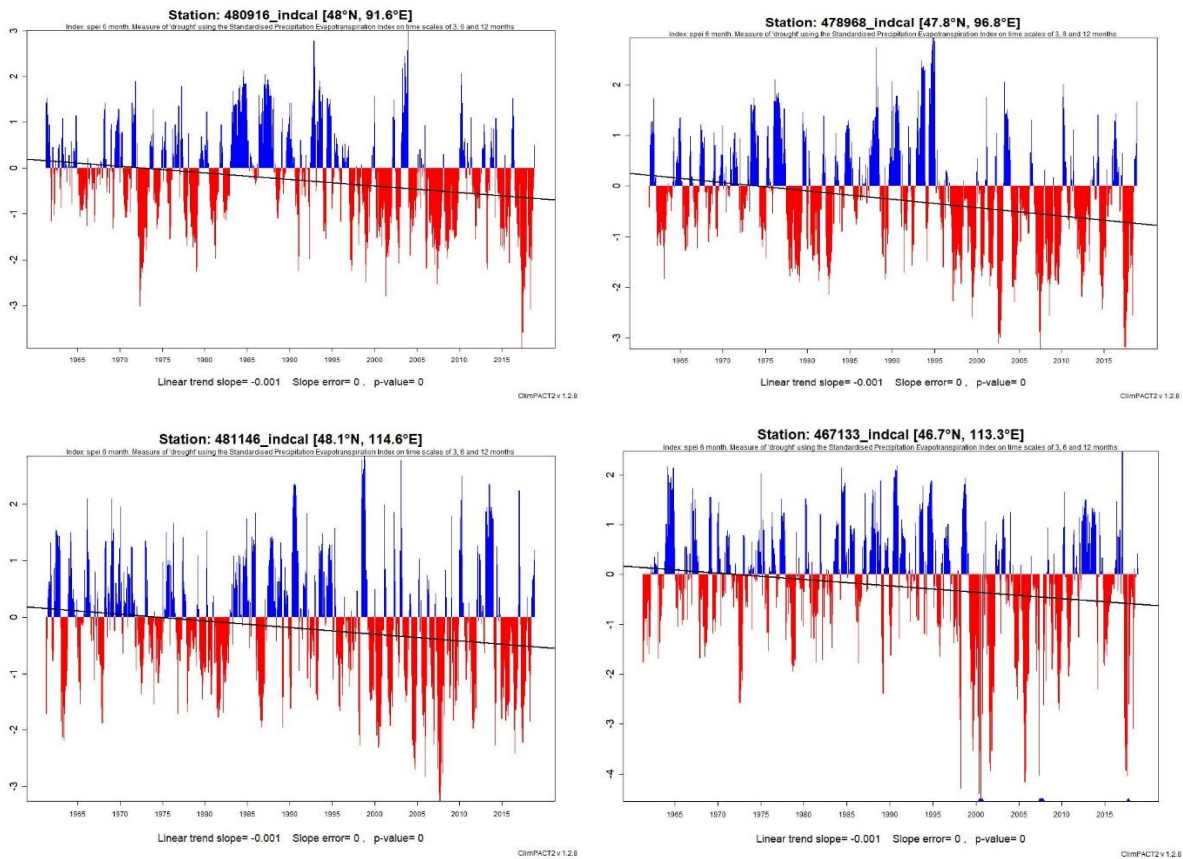 Station: 480916_indcal [48°N, 91.6°E]
Index: spei 6 month. Measure of 'drought' using the Standardised Precipitation Evapotranspiration Index on time scales of 3, 6 and 12 months
3
2
1
0
-1
-2
-3
1965 1970 1975 1980 1985 1990 1995 2000 2005 2010 2015
Linear trend slope= -0.001 Slope error= 0 , p-value= 0
ClimPACT2 v 1.2.8
Station: 478968_indcal [47.8°N, 96.8°E]
Index: spei 6 month. Measure of 'drought' using the Standardised Precipitation Evapotranspiration Index on time scales of 3, 6 and 12 months
2
1
0
-1
-2
-3
1965 1970 1975 1980 1985 1990 1995 2000 2005 2010 2015
Linear trend slope= -0.001 Slope error= 0 , p-value= 0
ClimPACT2 v 1.2.8
Station: 481146_indcal [48.1°N, 114.6°E]
Index: spei 6 month. Measure of 'drought' using the Standardised Precipitation Evapotranspiration Index on time scales of 3, 6 and 12 months
2
1
0
-1
-2
-3
1965 1970 1975 1980 1985 1990 1995 2000 2005 2010 2015
Linear trend slope= -0.001 Slope error= 0 , p-value= 0
ClimPACT2 v 1.2.8
Station: 467133_indcal [46.7°N, 113.3°E]
Index: spei 6 month. Measure of 'drought' using the Standardised Precipitation Evapotranspiration Index on time scales of 3, 6 and 12 months
2
1
0
-1
-2
-3
-4
1965 1970 1975 1980 1985 1990 1995 2000 2005 2010 2015
Linear trend slope= -0.001 Slope error= 0 , p-value= 0
ClimPACT2 v 1.2.8